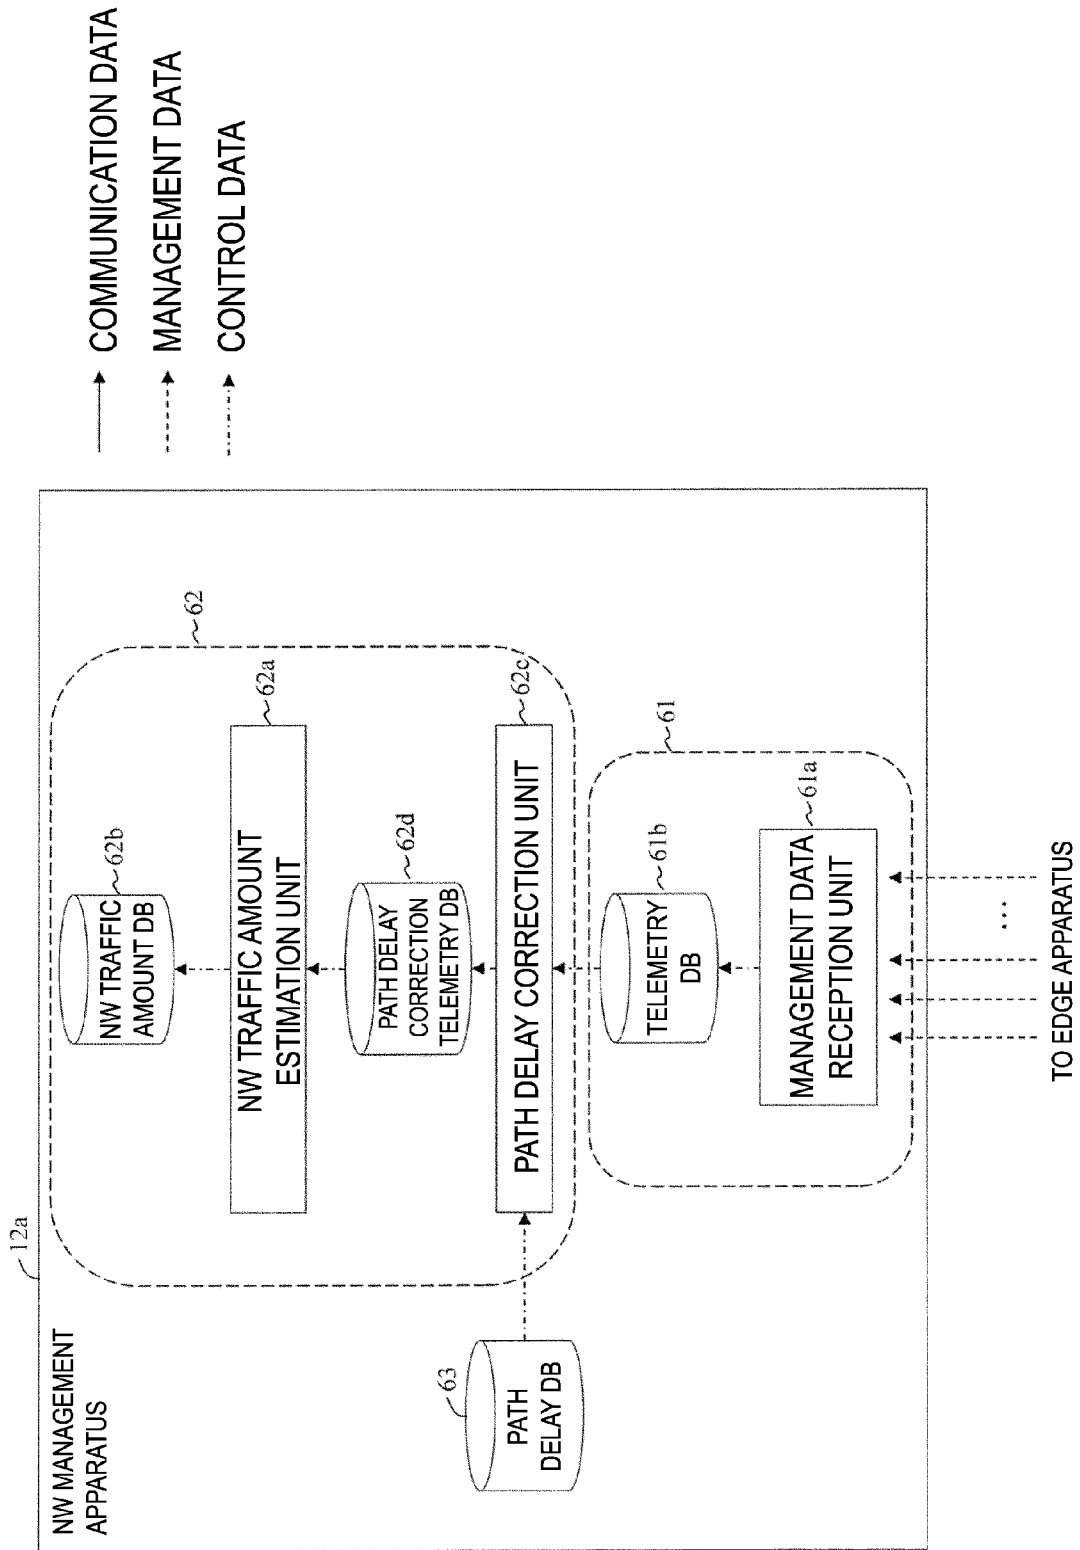 COMMUNICATION DATA
MANAGEMENT DATA
CONTROL DATA
12a
NW MANAGEMENT
APPARATUS
62
62b
NW TRAFFIC
AMOUNT DB
62a
NW TRAFFIC AMOUNT
ESTIMATION UNIT
62d
PATH DELAY
CORRECTION
TELEMETRY DB
62c
PATH DELAY CORRECTION UNIT
63
PATH
DELAY DB
61
61b
TELEMETRY
DB
61a
MANAGEMENT DATA
RECEPTION UNIT
...
TO EDGE APPARATUS